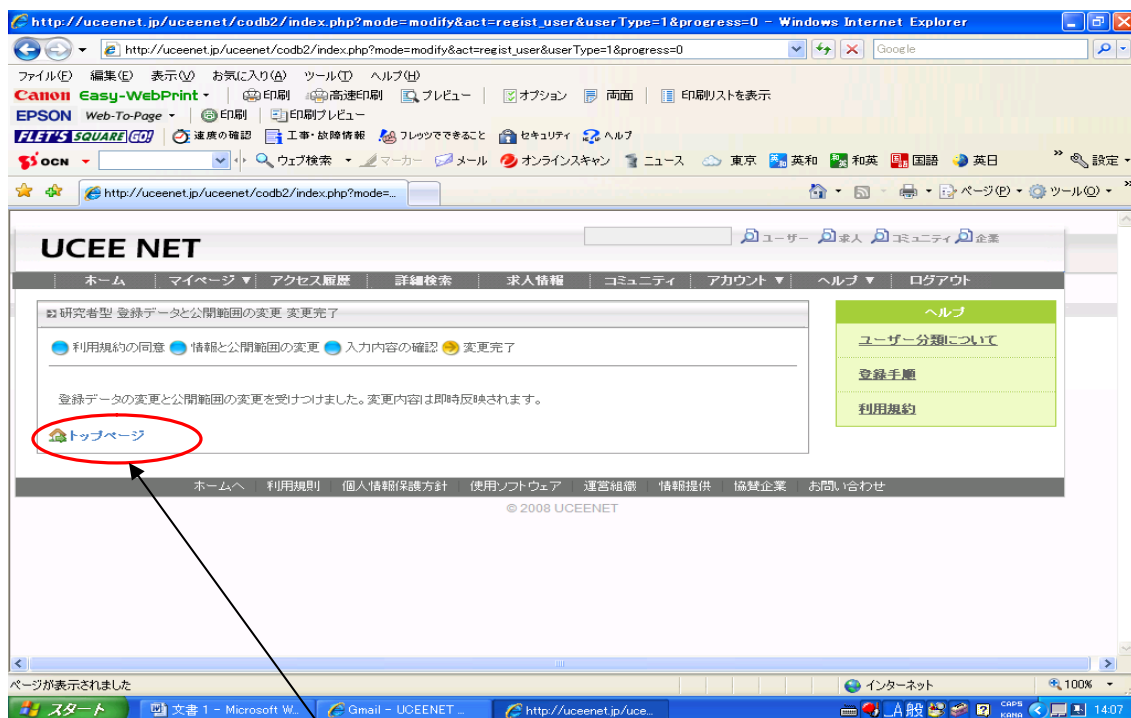 http://uceenet.jp/uceenet/codb2/index.php?mode=modify&act=regist_user&userType=1&progress=0 - Windows Internet Explorer
http://uceenet.jp/uceenet/codb2/index.php?mode=modify&act=regist_user&userType=1&progress=0 Google
ファイル(F) 編集(E) 表示(V) お気に入り(A) ツール(T) ヘルプ(H)
Canon Easy-WebPrint 印刷 高速印刷 プレビュー オプション 両面 印刷リストを表示
EPSON Web-To-Page 印刷 印刷プレビュー
FLET'S SQUARE GO! 速度の確認 工事・故障情報 フレッツでできること セキュリティ ヘルプ
OCN ウェブ検索 マーカー メール オンラインスキャン ニュース 東京 英和 和英 国語 英日 » 設定
http://uceenet.jp/uceenet/codb2/index.php?mode=... ページ(P) ツール(O) »
UCEE NET ユーザー 求人 コミュニティ 企業
ホーム マイページ ▼ アクセス履歴 詳細検索 求人情報 コミュニティ アカウント ▼ ヘルプ ▼ ログアウト
研究者型 登録データと公開範囲の変更 変更完了
利用規約の同意 情報と公開範囲の変更 入力内容の確認 変更完了
登録データの変更と公開範囲の変更を受けつけました。変更内容は即時反映されます。
トップページ
ヘルプ
ユーザー分類について
登録手順
利用規約
ホームへ 利用規則 個人情報保護方針 使用ソフトウェア 運営組織 情報提供 協賛企業 お問い合わせ
© 2008 UCEENET
ページが表示されました インターネット 100%
スタート 文書 1 - Microsoft W... Gmail - UCEENET ... http://uceenet.jp/uce... A 般 CAPS KANA 14:07